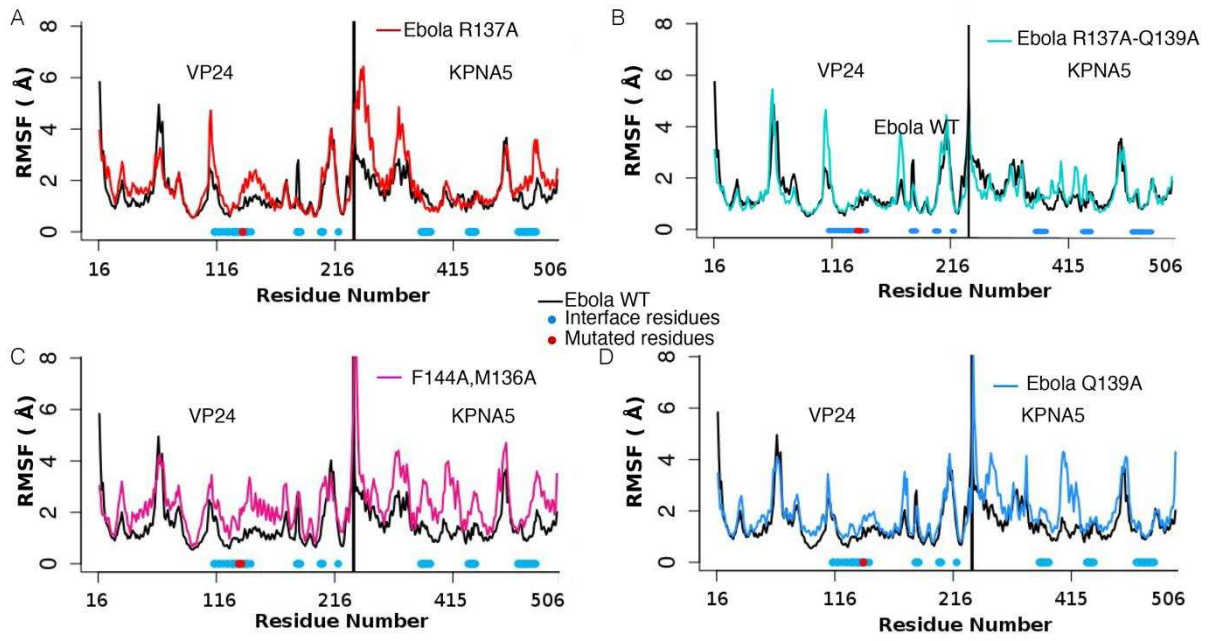 A
8
6
4
2
0
RMSF ( Å)
Ebola R137A
VP24
KPNA5
16
116
216
415
506
Residue Number
B
8
6
4
2
0
RMSF ( Å)
Ebola R137A-Q139A
VP24
KPNA5
Ebola WT
16
116
216
415
506
Residue Number
Ebola WT
Interface residues
Mutated residues
C
8
6
4
2
0
RMSF ( Å)
F144A,M136A
VP24
KPNA5
16
116
216
415
506
Residue Number
D
8
6
4
2
0
RMSF ( Å)
Ebola Q139A
VP24
KPNA5
16
116
216
415
506
Residue Number